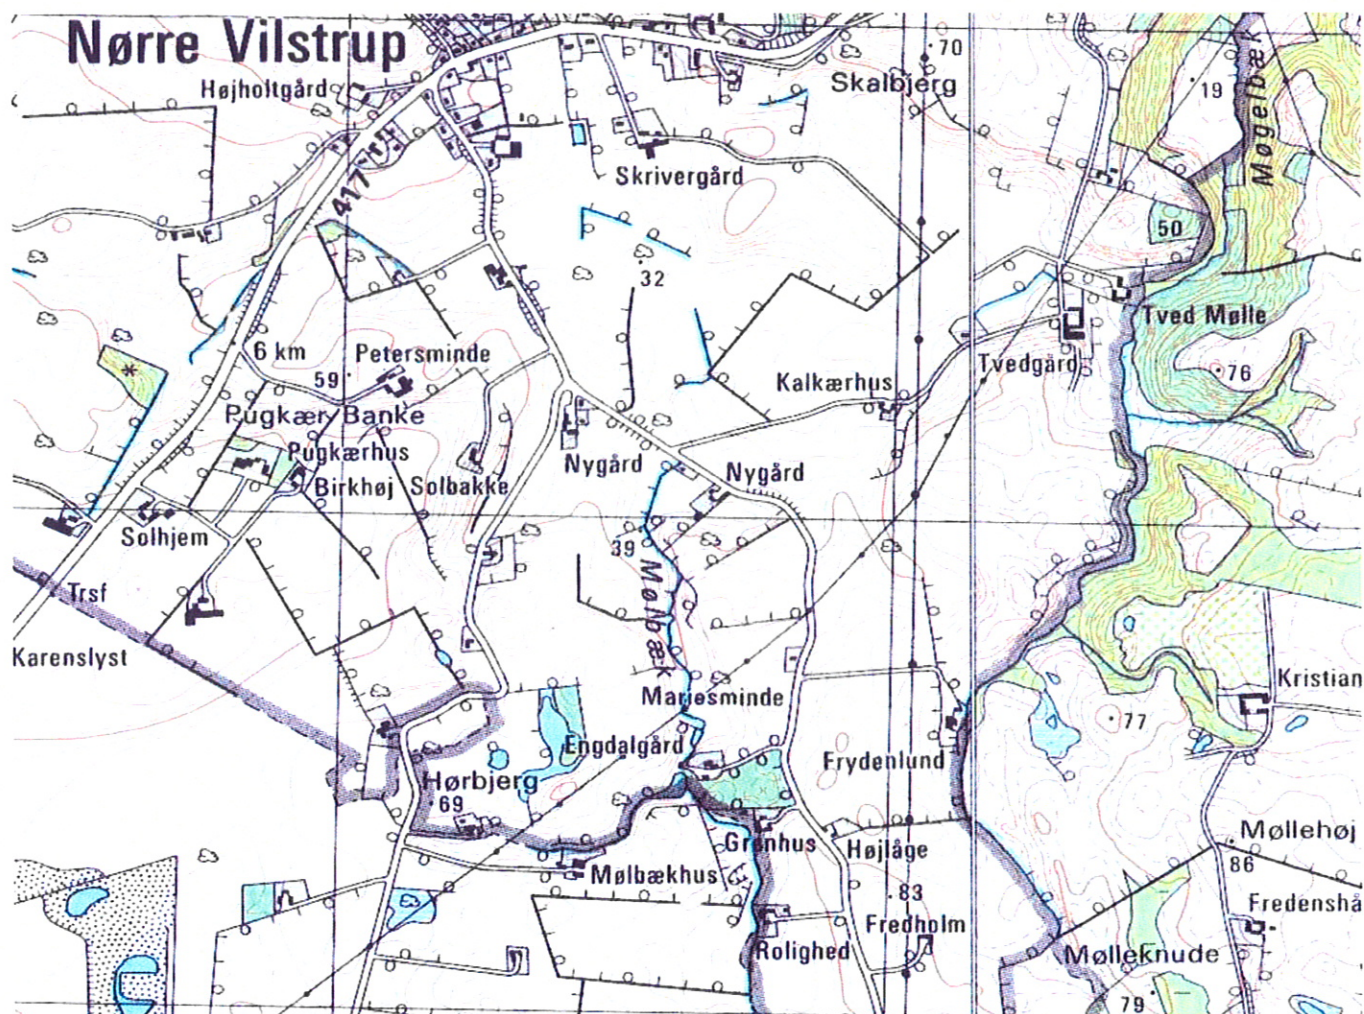 Nørre Vilstrup
70
Højholtgård
Skalbjerg
19
Møgelbæk
Skrivergård
417
50
32
Tved Mølle
6 km
Petersminde
59
Tvedgård
76
Kalkærhus
Pugkær Banke
Pugkærhus
Nygård
Nygård
Birkhøj
Solbakke
Solhjem
39
Mølbæk
Trsf
Karenslyst
Mariesminde
Kristian
77
Engdalgård
Frydenlund
Hørbjerg
69
Grønhus
Højlåge
Møllehøj
86
Mølbækhus
83
Fredenshå
Fredholm
Rolighed
Mølleknude
79